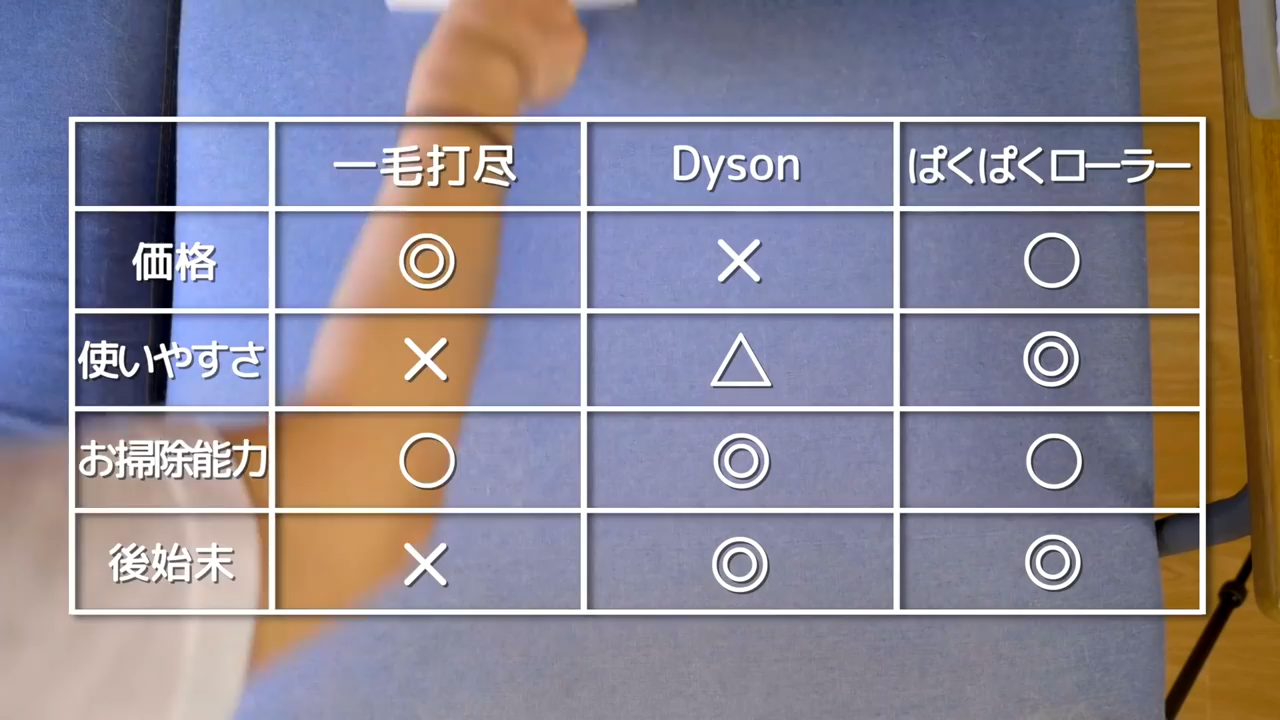 一毛打尽 Dyson ぱくぱくローラー
価格 ◎ × ○
使いやすさ × △ ◎
お掃除能力 ○ ◎ ○
後始末 × ◎ ◎